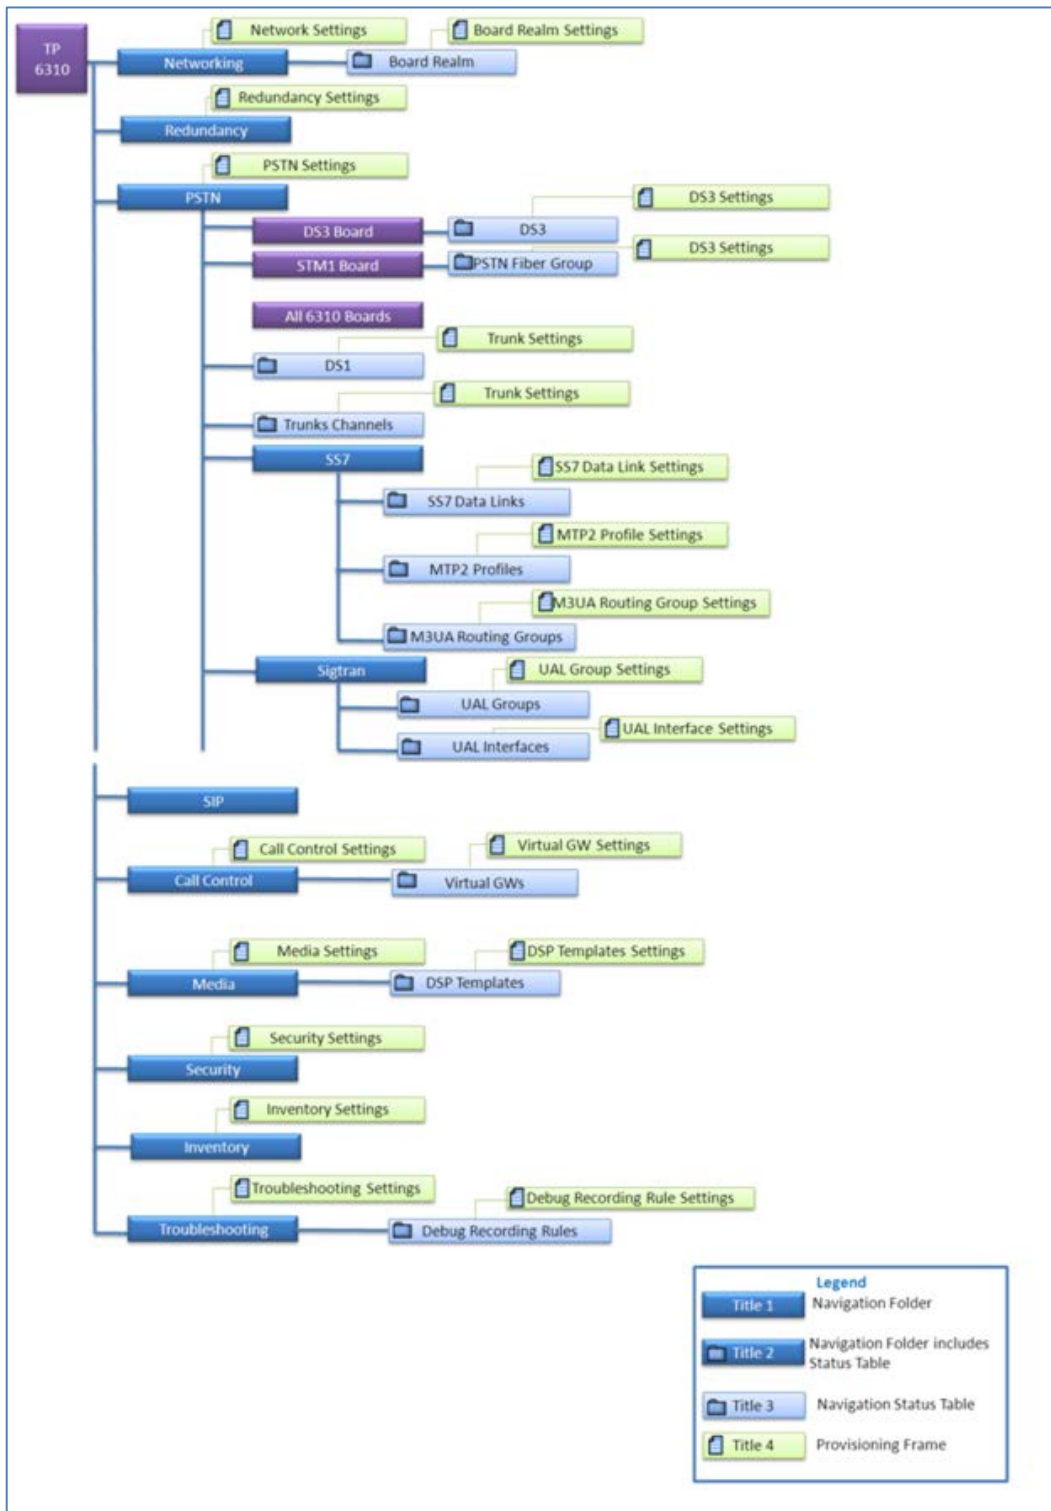 TP
6310
Network Settings
Board Realm Settings
Networking
Board Realm
Redundancy Settings
Redundancy
PSTN Settings
PSTN
DS3 Settings
DS3 Board
DS3
DS3 Settings
STM1 Board
PSTN Fiber Group
All 6310 Boards
Trunk Settings
DS1
Trunk Settings
Trunks Channels
SS7
SS7 Data Link Settings
SS7 Data Links
MTP2 Profile Settings
MTP2 Profiles
M3UA Routing Group Settings
M3UA Routing Groups
Sigtran
UAL Group Settings
UAL Groups
UAL Interface Settings
UAL Interfaces
SIP
Call Control Settings
Virtual GW Settings
Call Control
Virtual GWs
Media Settings
DSP Templates Settings
Media
DSP Templates
Security Settings
Security
Inventory Settings
Inventory
Troubleshooting Settings
Debug Recording Rule Settings
Troubleshooting
Debug Recording Rules
Legend
Title 1
Navigation Folder
Title 2
Navigation Folder includes
Status Table
Title 3
Navigation Status Table
Title 4
Provisioning Frame